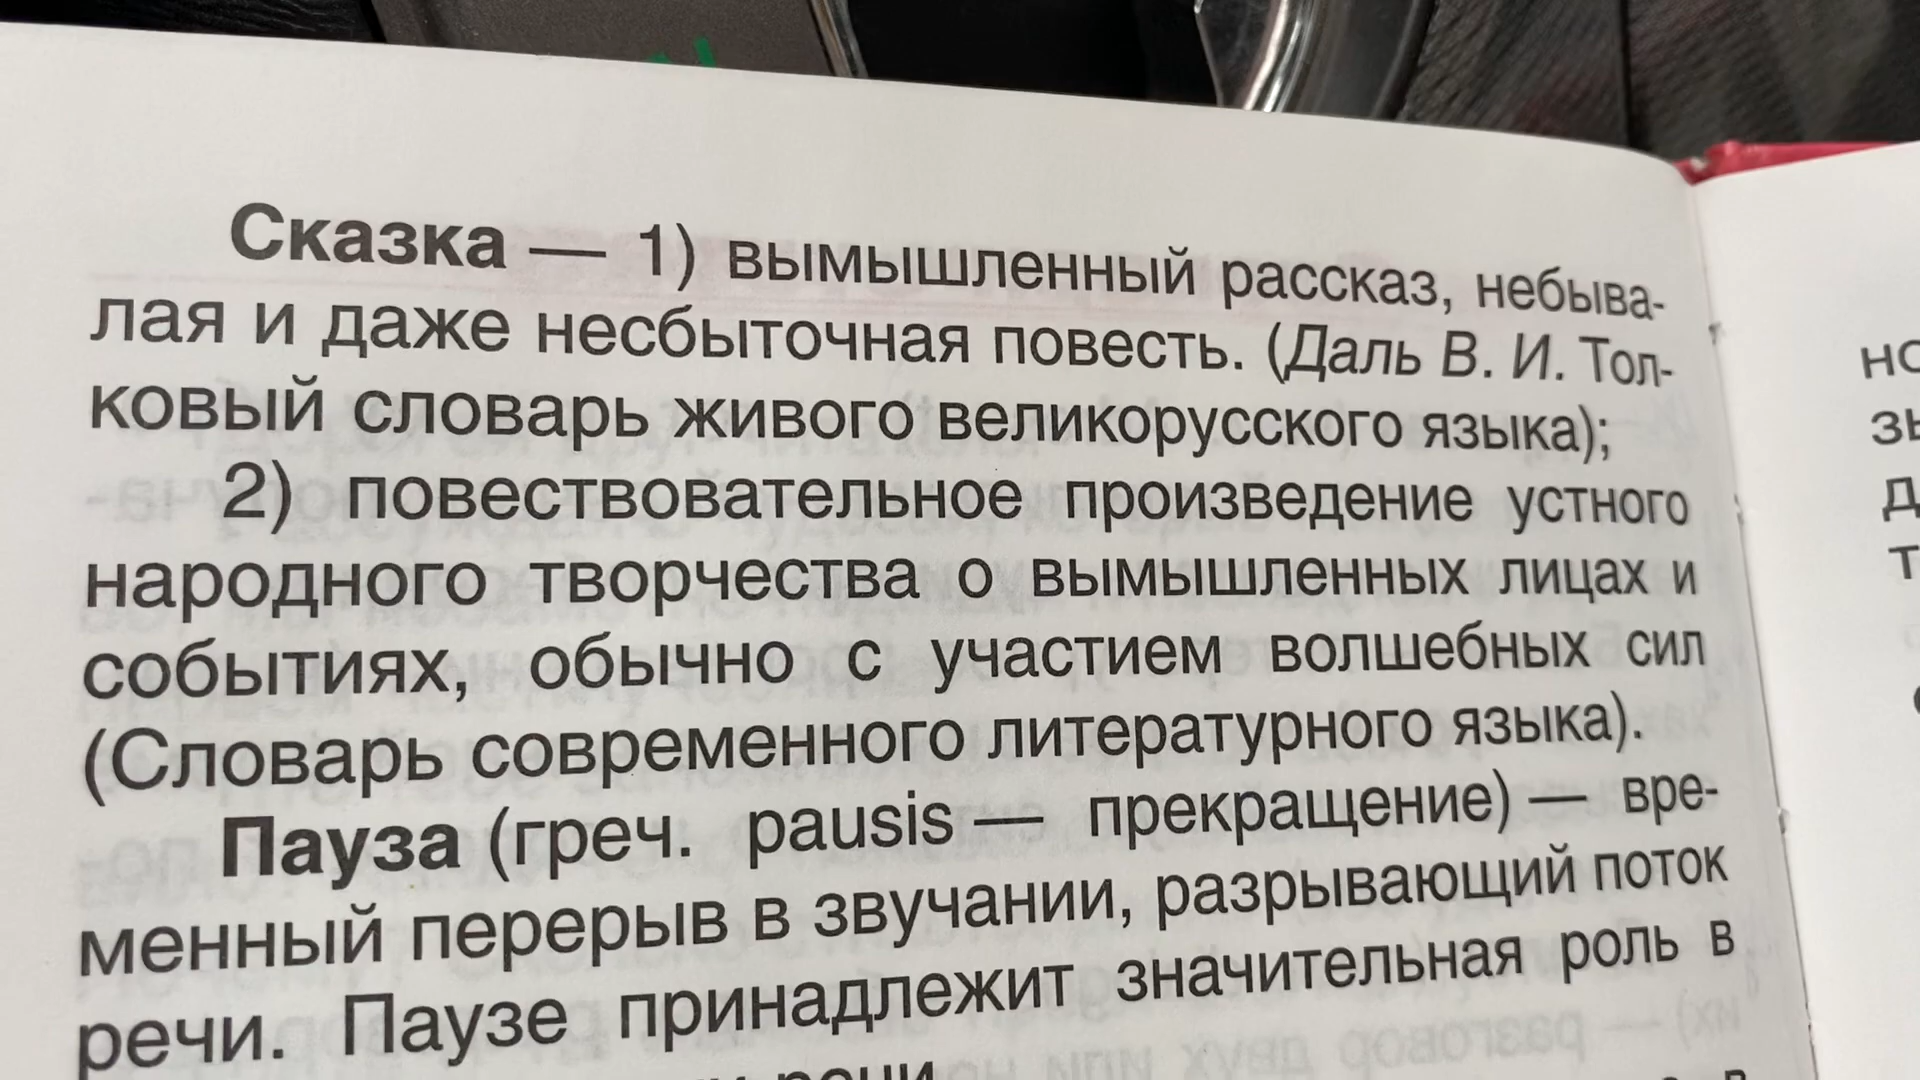 Сказка — 1) вымышленный рассказ, небыва-
лая и даже несбыточная повесть. (Даль В. И. Тол-
ковый словарь живого великорусского языка);
2) повествовательное произведение устного
народного творчества о вымышленных лицах и
событиях, обычно с участием волшебных сил
(Словарь современного литературного языка).
Пауза (греч. pausis — прекращение) — вре-
менный перерыв в звучании, разрывающий поток
речи. Паузе принадлежит значительная роль в
речи